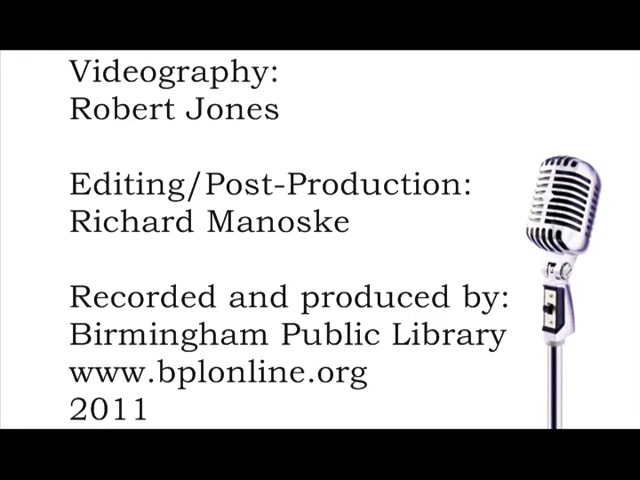 Videography:
Robert Jones
Editing/Post-Production:
Richard Manoske
Recorded and produced by:
Birmingham Public Library
www.bplonline.org
2011